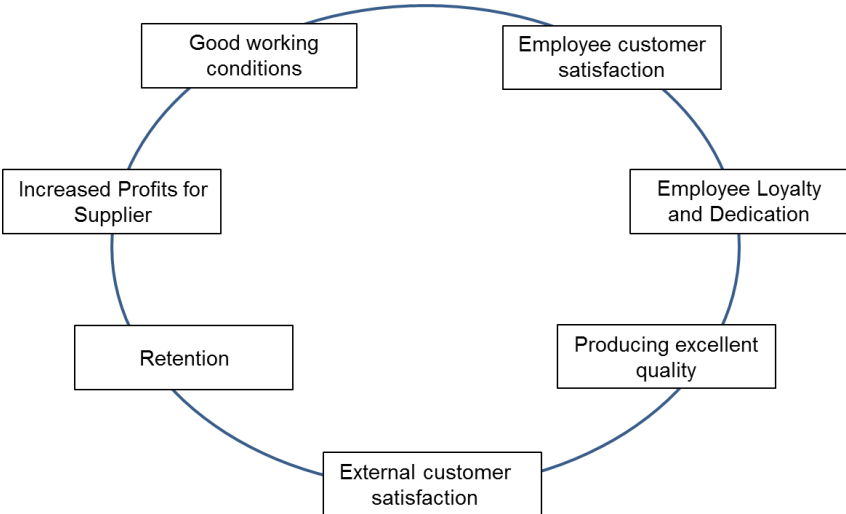 Good working
conditions
Employee customer
satisfaction
Increased Profits for
Supplier
Employee Loyalty
and Dedication
Retention
Producing excellent
quality
External customer
satisfaction